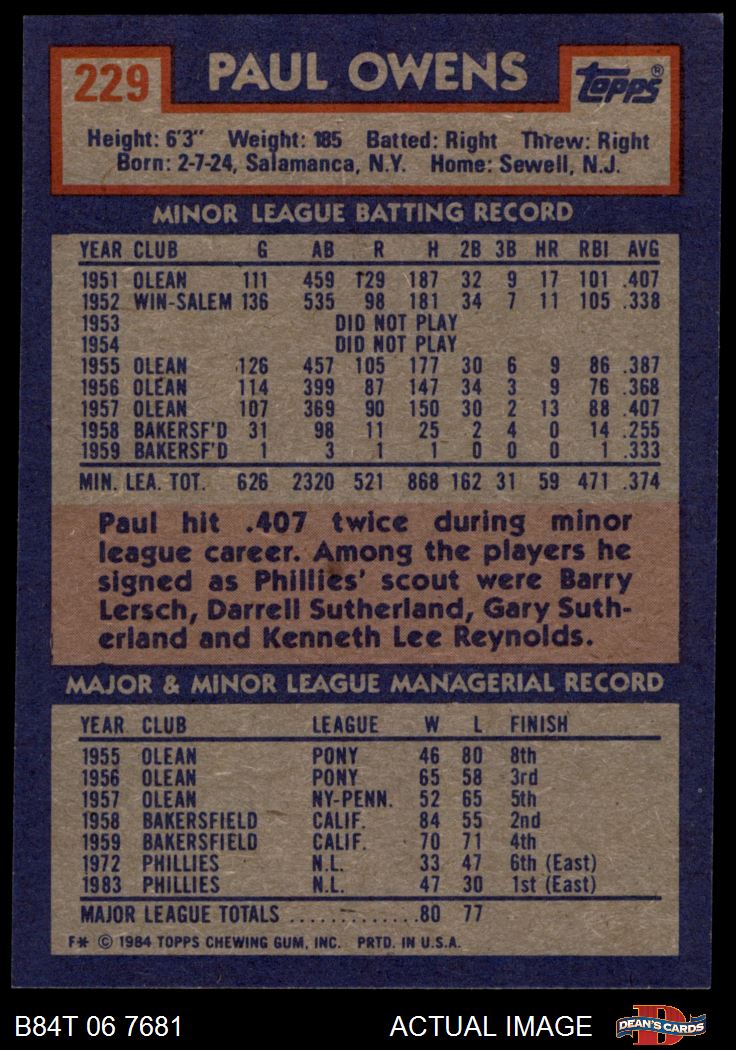 229 PAUL OWENS topps®
Height: 6'3" Weight: 185 Batted: Right Threw: Right
Born: 2-7-24, Salamanca, N.Y. Home: Sewell, N.J.
MINOR LEAGUE BATTING RECORD
YEAR CLUB G AB R H 2B 3B HR RBI AVG
1951 OLEAN 111 459 129 187 32 9 17 101 .407
1952 WIN-SALEM 136 535 98 181 34 7 11 105 .338
1953 DID NOT PLAY
1954 DID NOT PLAY
1955 OLEAN 126 457 105 177 30 6 9 86 .387
1956 OLEAN 114 399 87 147 34 3 9 76 .368
1957 OLEAN 107 369 90 150 30 2 13 88 .407
1958 BAKERSF'D 31 98 11 25 2 4 0 14 .255
1959 BAKERSF'D 1 3 1 1 0 0 0 1 .333
MIN. LEA. TOT. 626 2320 521 868 162 31 59 471 .374
Paul hit .407 twice during minor
league career. Among the players he
signed as Phillies' scout were Barry
Lersch, Darrell Sutherland, Gary Suth-
erland and Kenneth Lee Reynolds.
MAJOR & MINOR LEAGUE MANAGERIAL RECORD
YEAR CLUB LEAGUE W L FINISH
1955 OLEAN PONY 46 80 8th
1956 OLEAN PONY 65 58 3rd
1957 OLEAN NY-PENN. 52 65 5th
1958 BAKERSFIELD CALIF. 84 55 2nd
1959 BAKERSFIELD CALIF. 70 71 4th
1972 PHILLIES N.L. 33 47 6th (East)
1983 PHILLIES N.L. 47 30 1st (East)
MAJOR LEAGUE TOTALS .............80 77
F* © 1984 TOPPS CHEWING GUM, INC. PRTD. IN U.S.A.
B84T 06 7681 ACTUAL IMAGE D DEAN'S CARDS